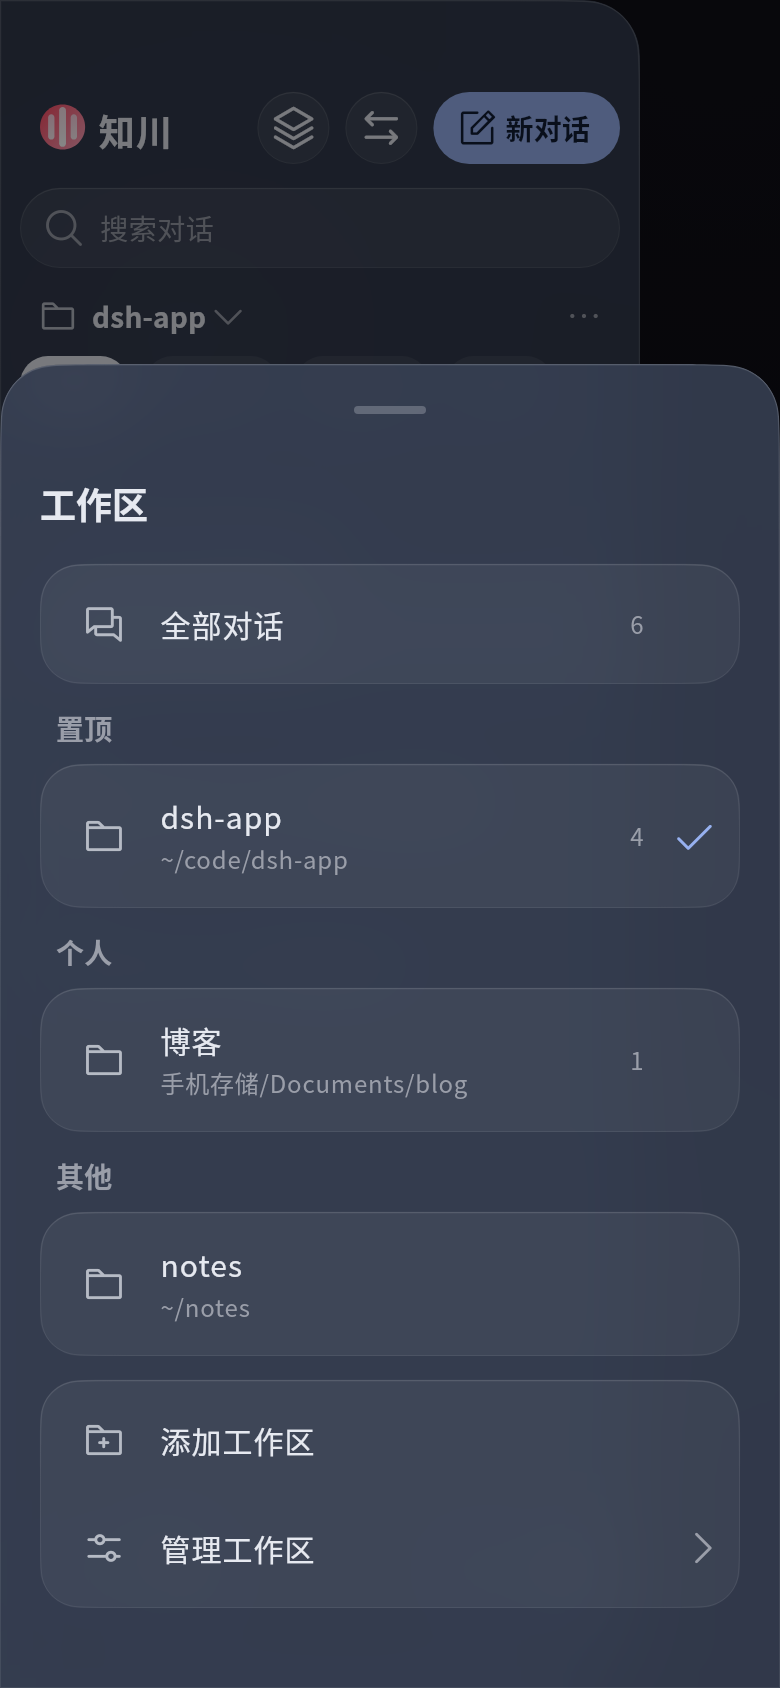 知川
新对话
搜索对话
dsh-app
工作区
全部对话 6
置顶
dsh-app 4
~/code/dsh-app
个人
博客 1
手机存储/Documents/blog
其他
notes
~/notes
添加工作区
管理工作区